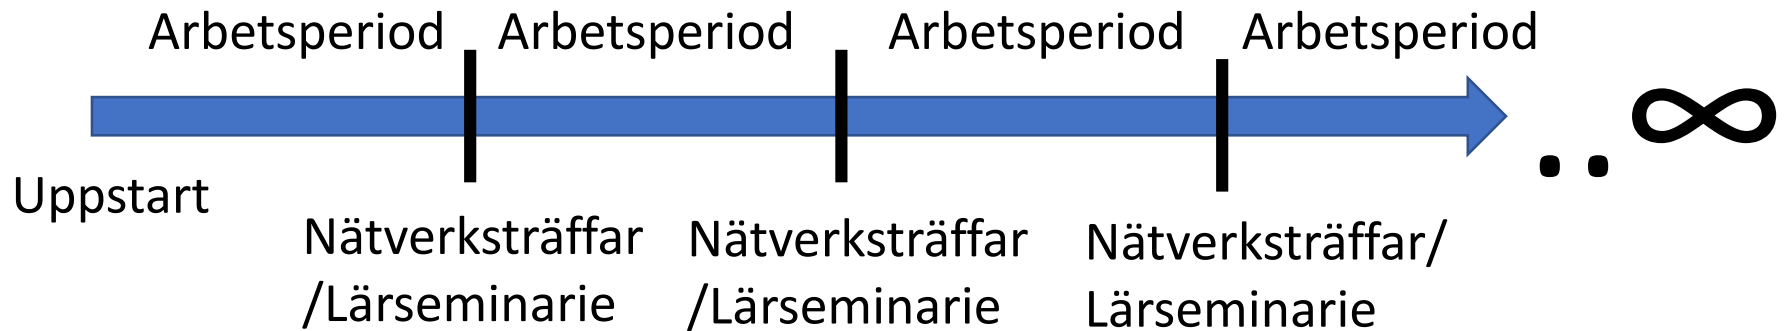 Arbetsperiod Arbetsperiod Arbetsperiod Arbetsperiod
..∞
Uppstart
Nätverksträffar
/Lärseminarie
Nätverksträffar
/Lärseminarie
Nätverksträffar/
Lärseminarie